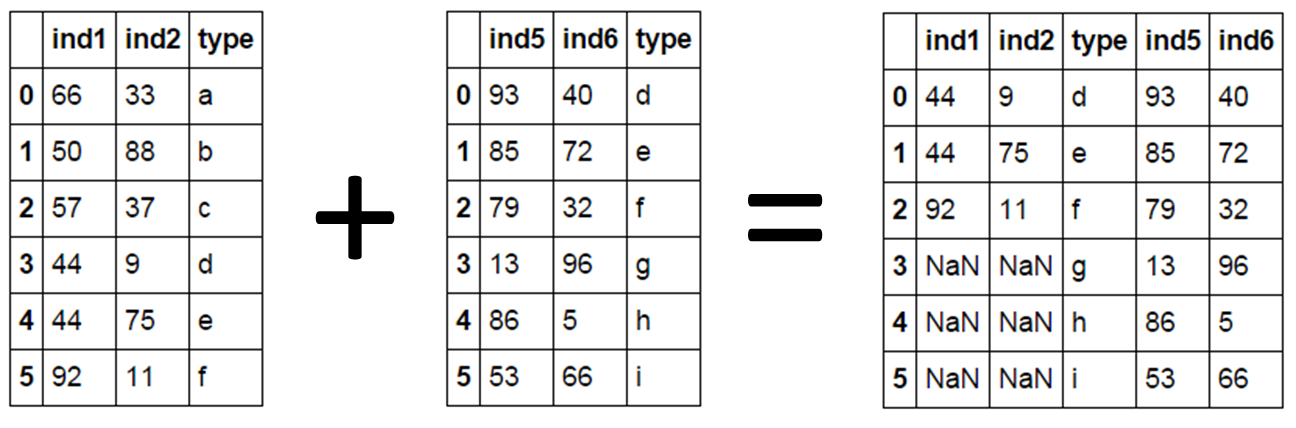 ind1 ind2 type
0 66 33 a
1 50 88 b
2 57 37 c
3 44 9 d
4 44 75 e
5 92 11 f
+
ind5 ind6 type
0 93 40 d
1 85 72 e
2 79 32 f
3 13 96 g
4 86 5 h
5 53 66 i
=
ind1 ind2 type ind5 ind6
0 44 9 d 93 40
1 44 75 e 85 72
2 92 11 f 79 32
3 NaN NaN g 13 96
4 NaN NaN h 86 5
5 NaN NaN i 53 66